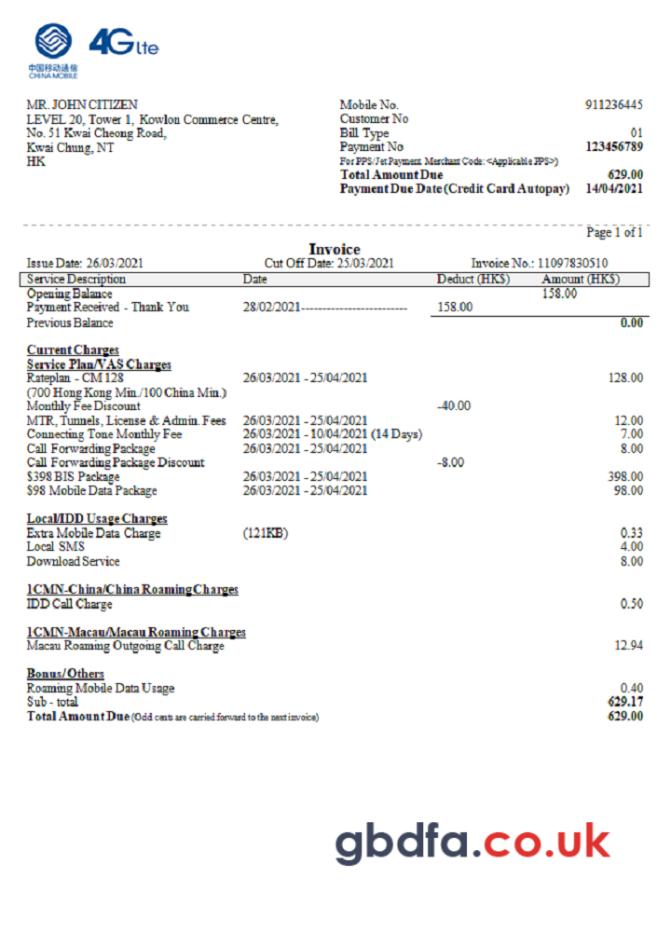 4G lte
中国移动通信
CHINA MOBILE
MR. JOHN CITIZEN
LEVEL 20, Tower 1, Kowlon Commerce Centre,
No. 51 Kwai Cheong Road,
Kwai Chung, NT
HK
Mobile No. 911236445
Customer No
Bill Type 01
Payment No 123456789
For PPS/Jet Payment. Merchant Code: <Applicable PPS>)
Total Amount Due 629.00
Payment Due Date (Credit Card Autopay) 14/04/2021
Page 1 of 1
Invoice
Issue Date: 26/03/2021 Cut Off Date: 25/03/2021 Invoice No.: 11097830510
Service Description Date Deduct (HK$) Amount (HK$)
Opening Balance 158.00
Payment Received - Thank You 28/02/2021-------------------------- 158.00
Previous Balance 0.00
Current Charges
Service Plan/VAS Charges
Rateplan - CM 128 26/03/2021 - 25/04/2021 128.00
(700 Hong Kong Min./100 China Min.)
Monthly Fee Discount -40.00
MTR, Tunnels, License & Admin. Fees 26/03/2021 - 25/04/2021 12.00
Connecting Tone Monthly Fee 26/03/2021 - 10/04/2021 (14 Days) 7.00
Call Forwarding Package 26/03/2021 - 25/04/2021 8.00
Call Forwarding Package Discount -8.00
$398 BIS Package 26/03/2021 - 25/04/2021 398.00
$98 Mobile Data Package 26/03/2021 - 25/04/2021 98.00
Local/IDD Usage Charges
Extra Mobile Data Charge (121KB) 0.33
Local SMS 4.00
Download Service 8.00
1CMN-China/China Roaming Charges
IDD Call Charge 0.50
1CMN-Macau/Macau Roaming Charges
Macau Roaming Outgoing Call Charge 12.94
Bonus/Others
Roaming Mobile Data Usage 0.40
Sub - total 629.17
Total Amount Due (Odd cents are carried forward to the next invoice) 629.00
gbdfa.co.uk